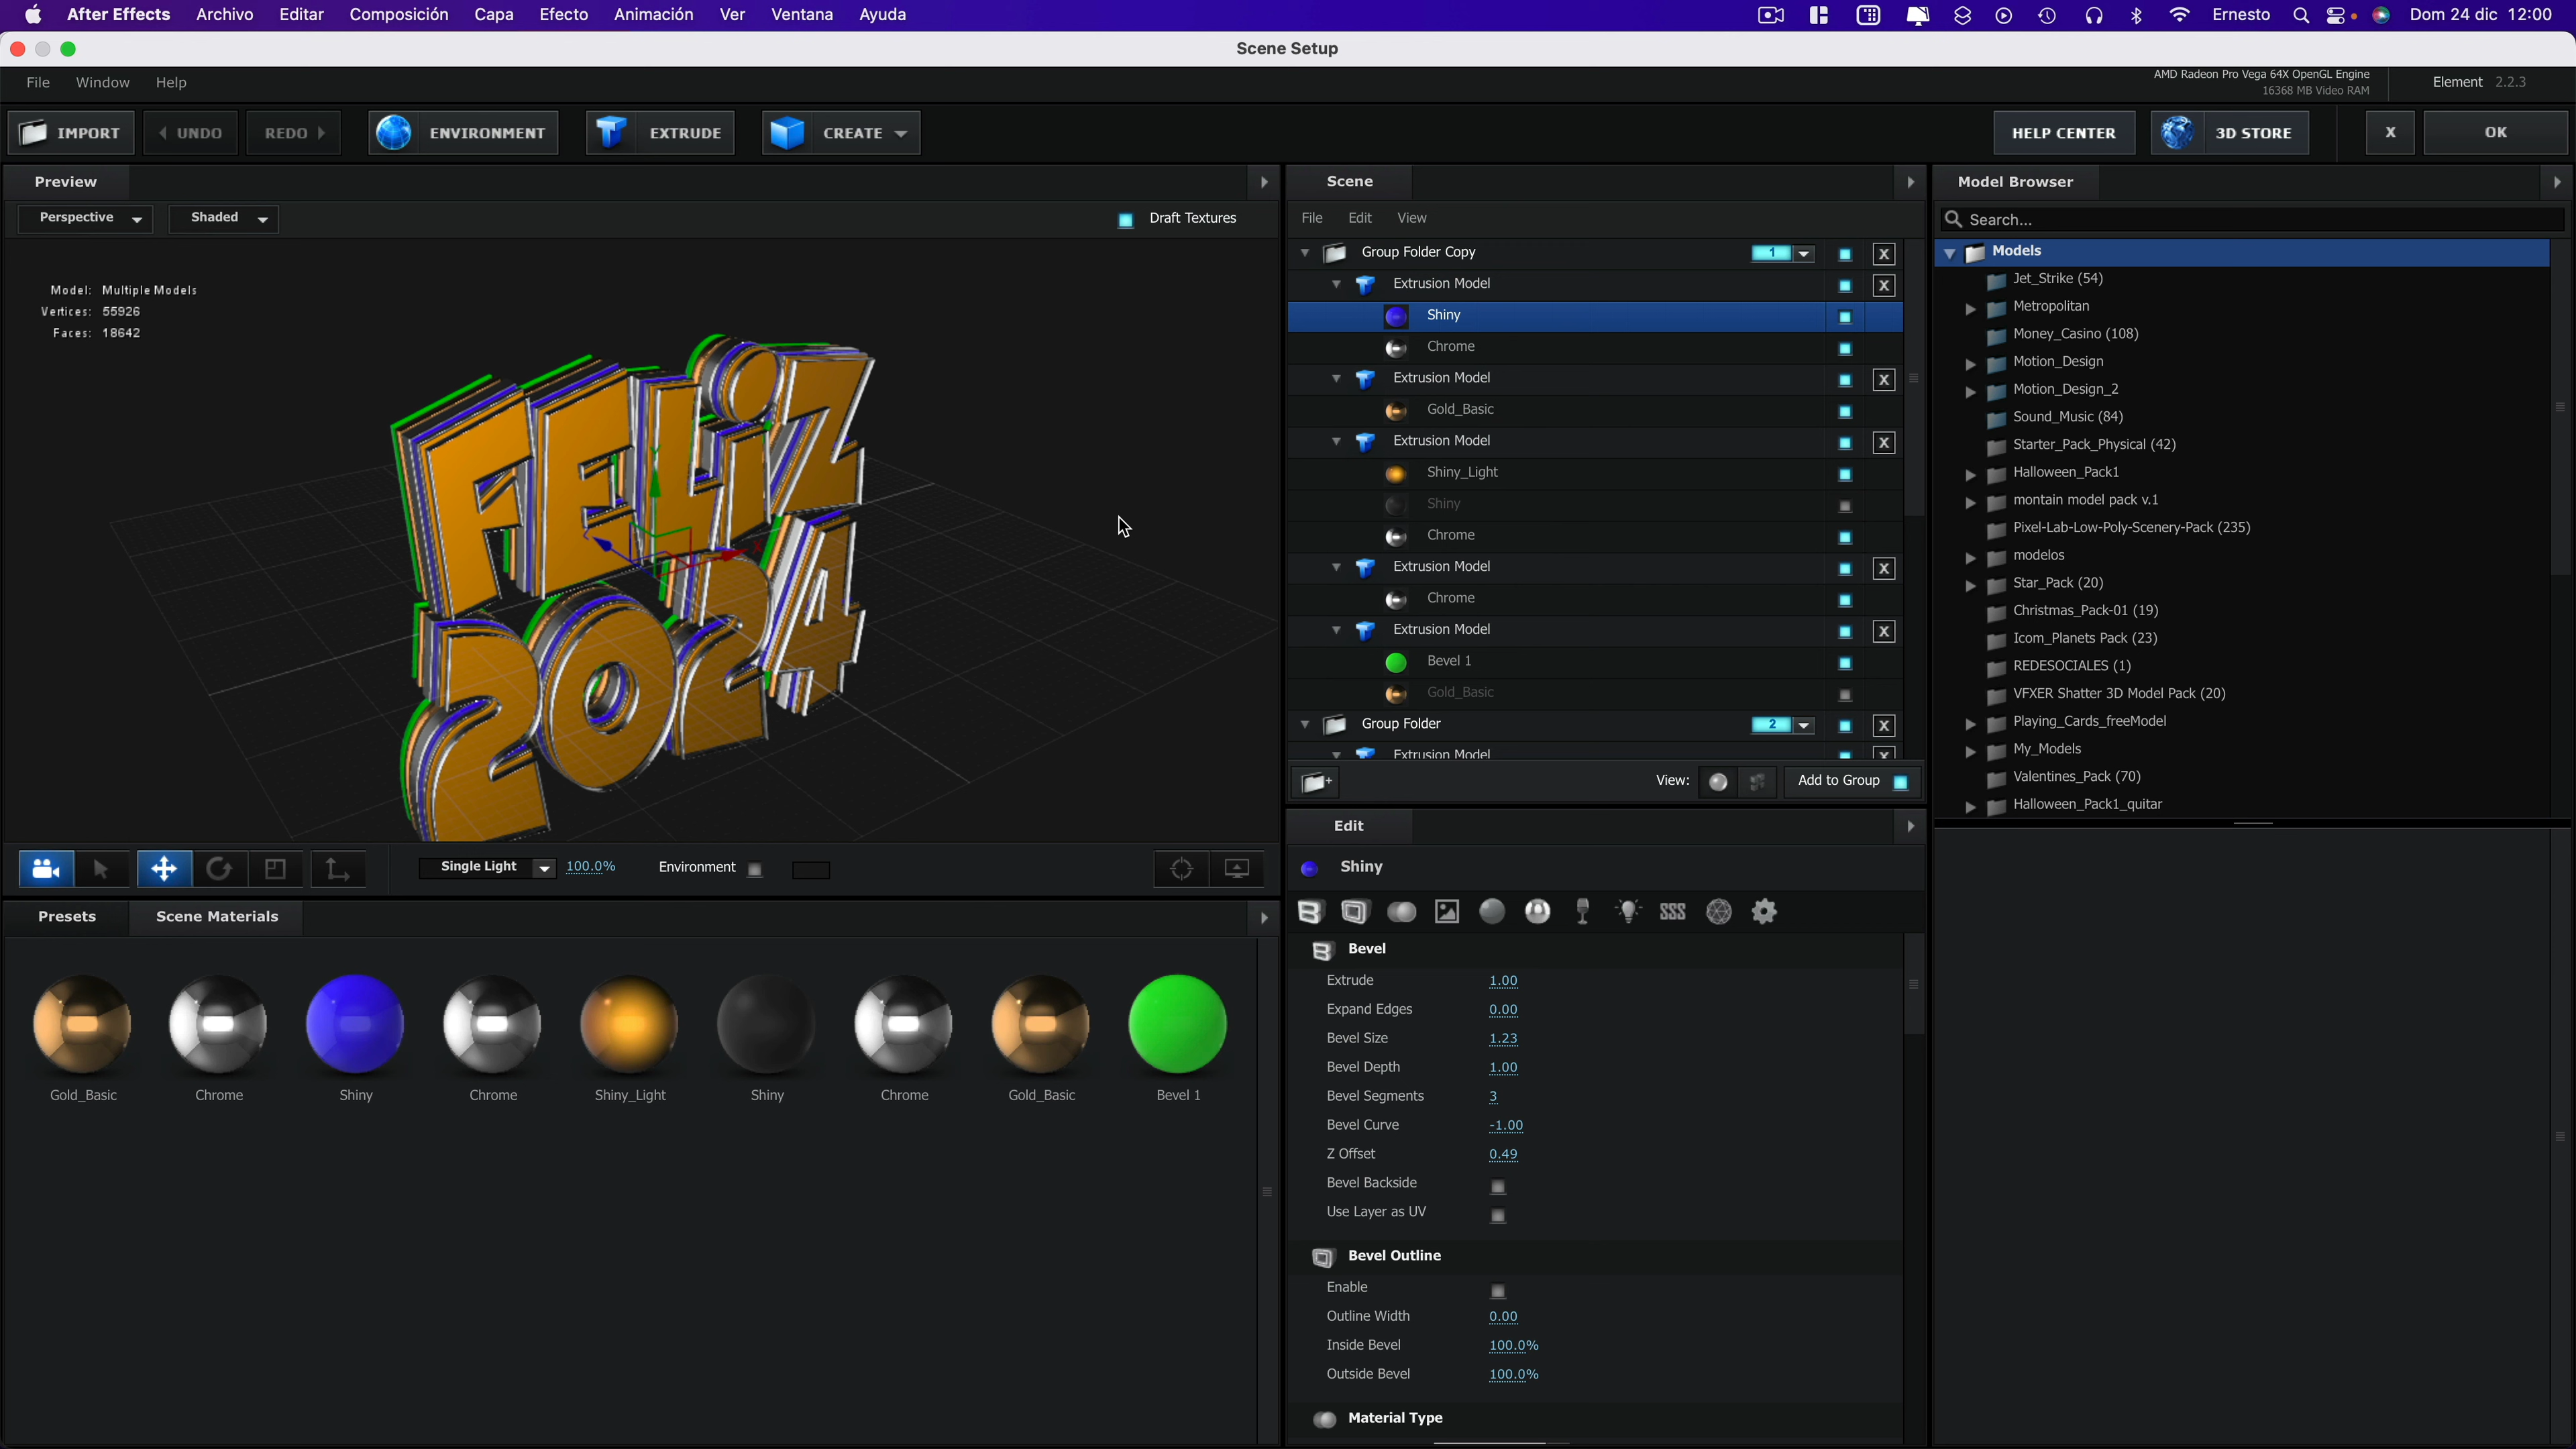 After Effects Archivo Editar Composición Capa Efecto Animación Ver Ventana Ayuda Ernesto Dom 24 dic 12:00
Scene Setup
File Window Help
AMD Radeon Pro Vega 64X OpenGL Engine
16368 MB Video RAM
Element 2.2.3
IMPORT UNDO REDO ENVIRONMENT EXTRUDE CREATE HELP CENTER 3D STORE X OK
Preview
Perspective Shaded Draft Textures
Model: Multiple Models
Vertices: 55926
Faces: 18642
FELiZ
2024
Single Light 100.0% Environment
Presets Scene Materials
Gold_Basic Chrome Shiny Chrome Shiny_Light Shiny Chrome Gold_Basic Bevel 1
Scene
File Edit View
Group Folder Copy 1 X
Extrusion Model X
Shiny
Chrome
Extrusion Model X
Gold_Basic
Extrusion Model X
Shiny_Light
Shiny
Chrome
Extrusion Model X
Chrome
Extrusion Model X
Bevel 1
Gold_Basic
Group Folder 2 X
Extrusion Model X
View: Add to Group
Edit
Shiny
SSS
B Bevel
Extrude 1.00
Expand Edges 0.00
Bevel Size 1.23
Bevel Depth 1.00
Bevel Segments 3
Bevel Curve -1.00
Z Offset 0.49
Bevel Backside
Use Layer as UV
Bevel Outline
Enable
Outline Width 0.00
Inside Bevel 100.0%
Outside Bevel 100.0%
Material Type
Model Browser
Search...
Models
Jet_Strike (54)
Metropolitan
Money_Casino (108)
Motion_Design
Motion_Design_2
Sound_Music (84)
Starter_Pack_Physical (42)
Halloween_Pack1
montain model pack v.1
Pixel-Lab-Low-Poly-Scenery-Pack (235)
modelos
Star_Pack (20)
Christmas_Pack-01 (19)
Icom_Planets Pack (23)
REDESOCIALES (1)
VFXER Shatter 3D Model Pack (20)
Playing_Cards_freeModel
My_Models
Valentines_Pack (70)
Halloween_Pack1_quitar